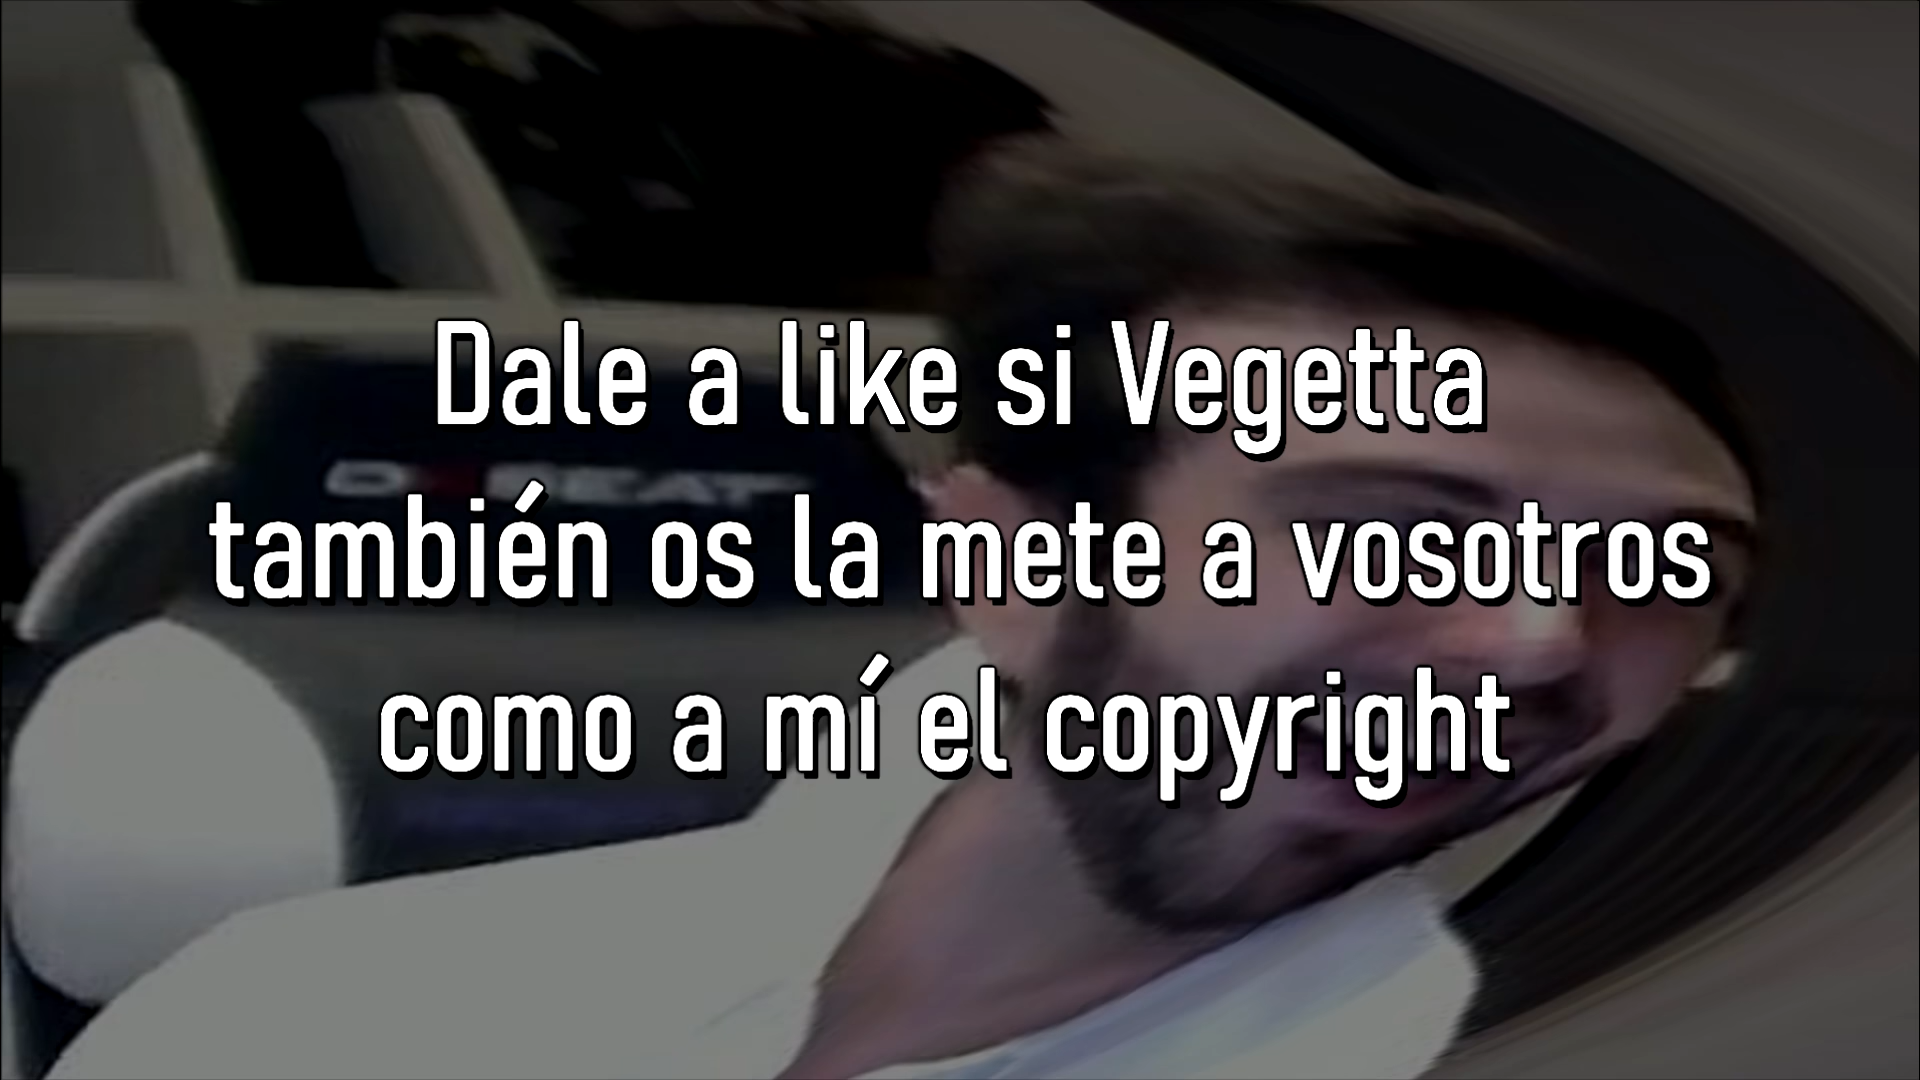 Dale a like si Vegetta
también os la mete a vosotros
como a mí el copyright